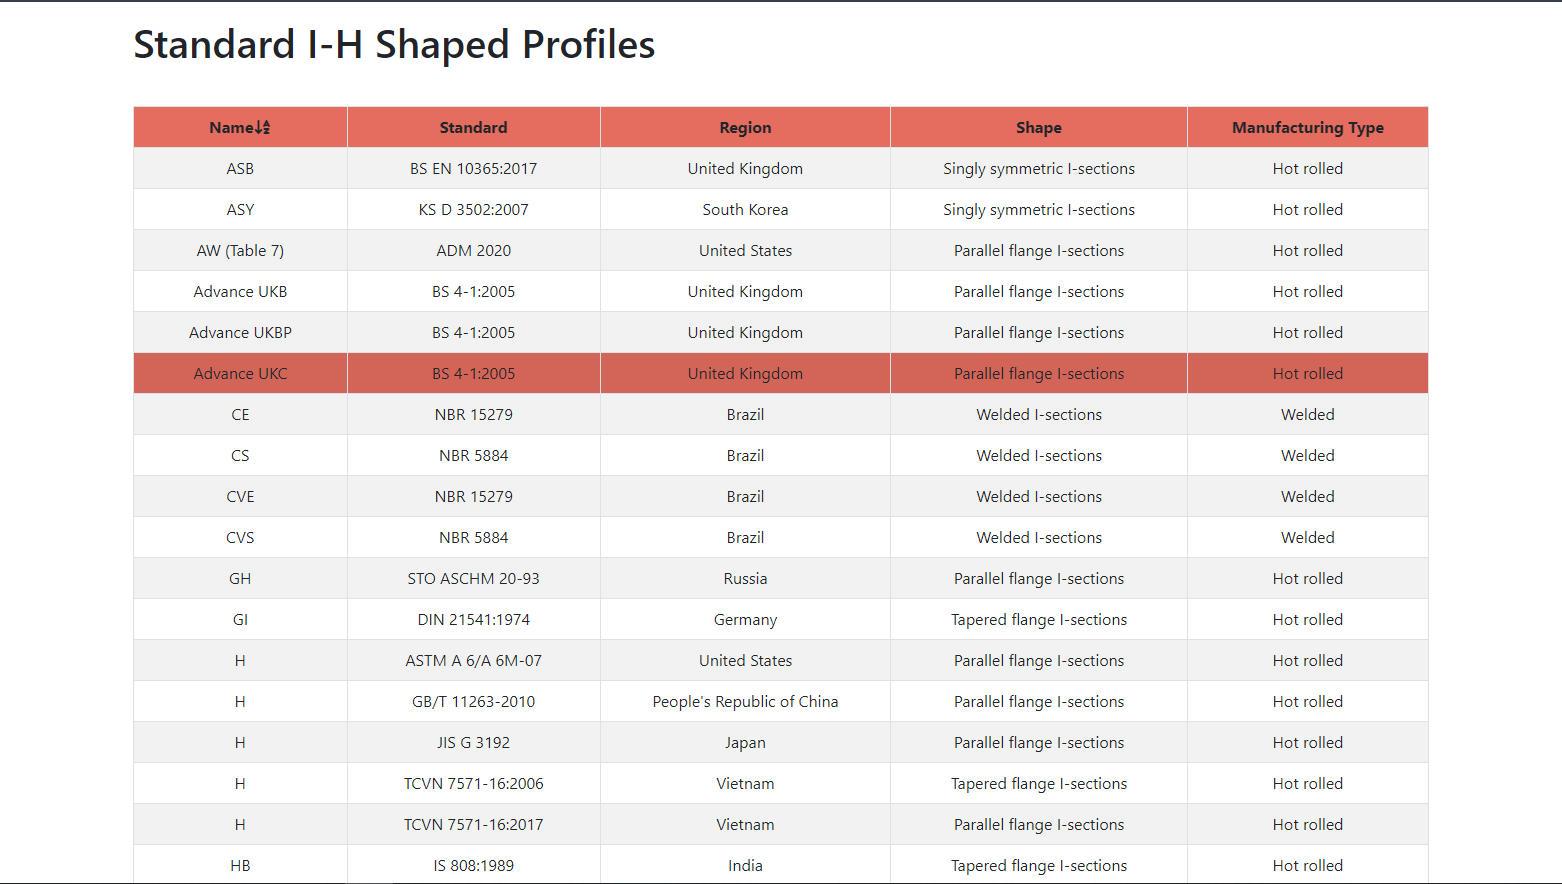 Standard I-H Shaped Profiles
Name Standard Region Shape Manufacturing Type
ASB BS EN 10365:2017 United Kingdom Singly symmetric I-sections Hot rolled
ASY KS D 3502:2007 South Korea Singly symmetric I-sections Hot rolled
AW (Table 7) ADM 2020 United States Parallel flange I-sections Hot rolled
Advance UKB BS 4-1:2005 United Kingdom Parallel flange I-sections Hot rolled
Advance UKBP BS 4-1:2005 United Kingdom Parallel flange I-sections Hot rolled
Advance UKC BS 4-1:2005 United Kingdom Parallel flange I-sections Hot rolled
CE NBR 15279 Brazil Welded I-sections Welded
CS NBR 5884 Brazil Welded I-sections Welded
CVE NBR 15279 Brazil Welded I-sections Welded
CVS NBR 5884 Brazil Welded I-sections Welded
GH STO ASCHM 20-93 Russia Parallel flange I-sections Hot rolled
GI DIN 21541:1974 Germany Tapered flange I-sections Hot rolled
H ASTM A 6/A 6M-07 United States Parallel flange I-sections Hot rolled
H GB/T 11263-2010 People's Republic of China Parallel flange I-sections Hot rolled
H JIS G 3192 Japan Parallel flange I-sections Hot rolled
H TCVN 7571-16:2006 Vietnam Tapered flange I-sections Hot rolled
H TCVN 7571-16:2017 Vietnam Parallel flange I-sections Hot rolled
HB IS 808:1989 India Tapered flange I-sections Hot rolled